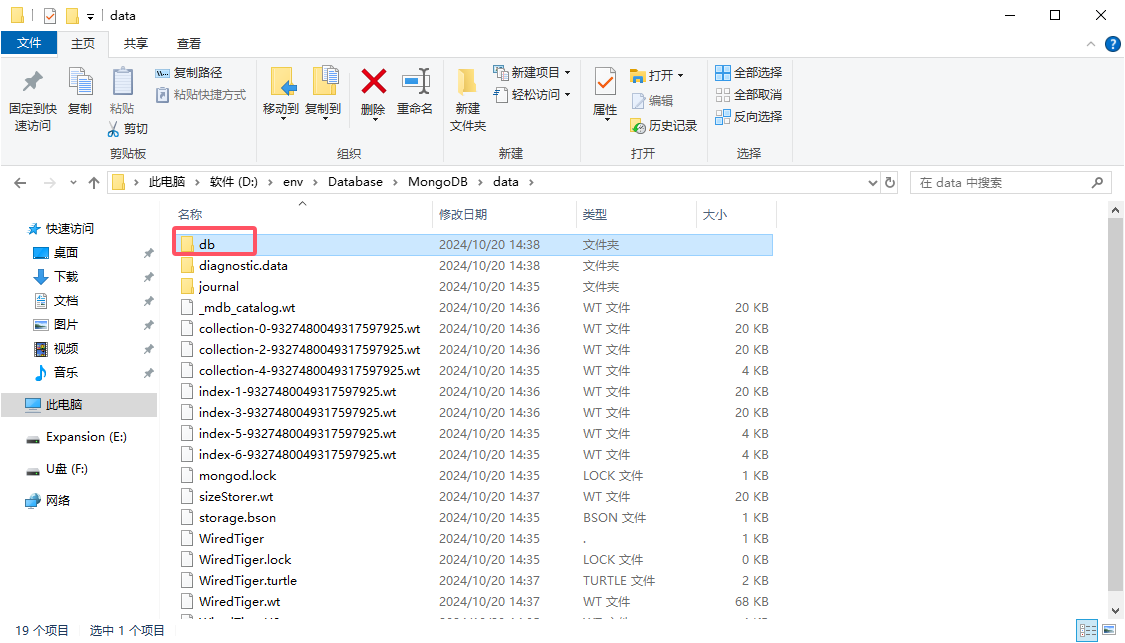 data
文件 主页 共享 查看
固定到快速访问 复制 粘贴 复制路径 粘贴快捷方式 剪切
移动到 复制到 删除 重命名
新建文件夹 新建项目 轻松访问
属性 打开 编辑 历史记录
全部选择 全部取消 反向选择
剪贴板 组织 新建 打开 选择
此电脑 软件 (D:) env Database MongoDB data
在 data 中搜索
快速访问
桌面
下载
文档
图片
视频
音乐
此电脑
Expansion (E:)
U盘 (F:)
网络
名称 修改日期 类型 大小
db 2024/10/20 14:38 文件夹
diagnostic.data 2024/10/20 14:38 文件夹
journal 2024/10/20 14:35 文件夹
_mdb_catalog.wt 2024/10/20 14:36 WT 文件 20 KB
collection-0-9327480049317597925.wt 2024/10/20 14:36 WT 文件 20 KB
collection-2-9327480049317597925.wt 2024/10/20 14:36 WT 文件 20 KB
collection-4-9327480049317597925.wt 2024/10/20 14:35 WT 文件 4 KB
index-1-9327480049317597925.wt 2024/10/20 14:36 WT 文件 20 KB
index-3-9327480049317597925.wt 2024/10/20 14:36 WT 文件 20 KB
index-5-9327480049317597925.wt 2024/10/20 14:35 WT 文件 4 KB
index-6-9327480049317597925.wt 2024/10/20 14:35 WT 文件 4 KB
mongod.lock 2024/10/20 14:35 LOCK 文件 1 KB
sizeStorer.wt 2024/10/20 14:37 WT 文件 20 KB
storage.bson 2024/10/20 14:35 BSON 文件 1 KB
WiredTiger 2024/10/20 14:35 . 1 KB
WiredTiger.lock 2024/10/20 14:35 LOCK 文件 0 KB
WiredTiger.turtle 2024/10/20 14:37 TURTLE 文件 2 KB
WiredTiger.wt 2024/10/20 14:37 WT 文件 68 KB
19 个项目 选中 1 个项目